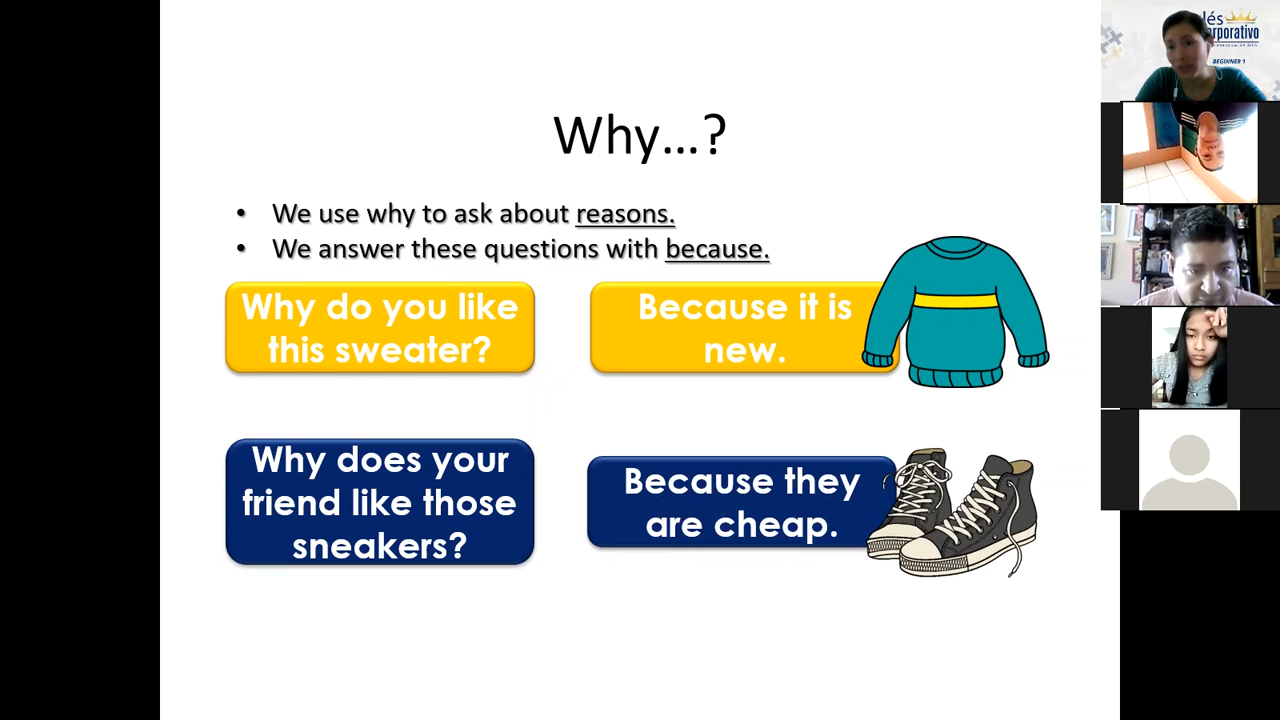 Why...?
• We use why to ask about reasons.
• We answer these questions with because.
Why do you like
this sweater?
Because it is
new.
Why does your
friend like those
sneakers?
Because they
are cheap.
BEGINNER 1